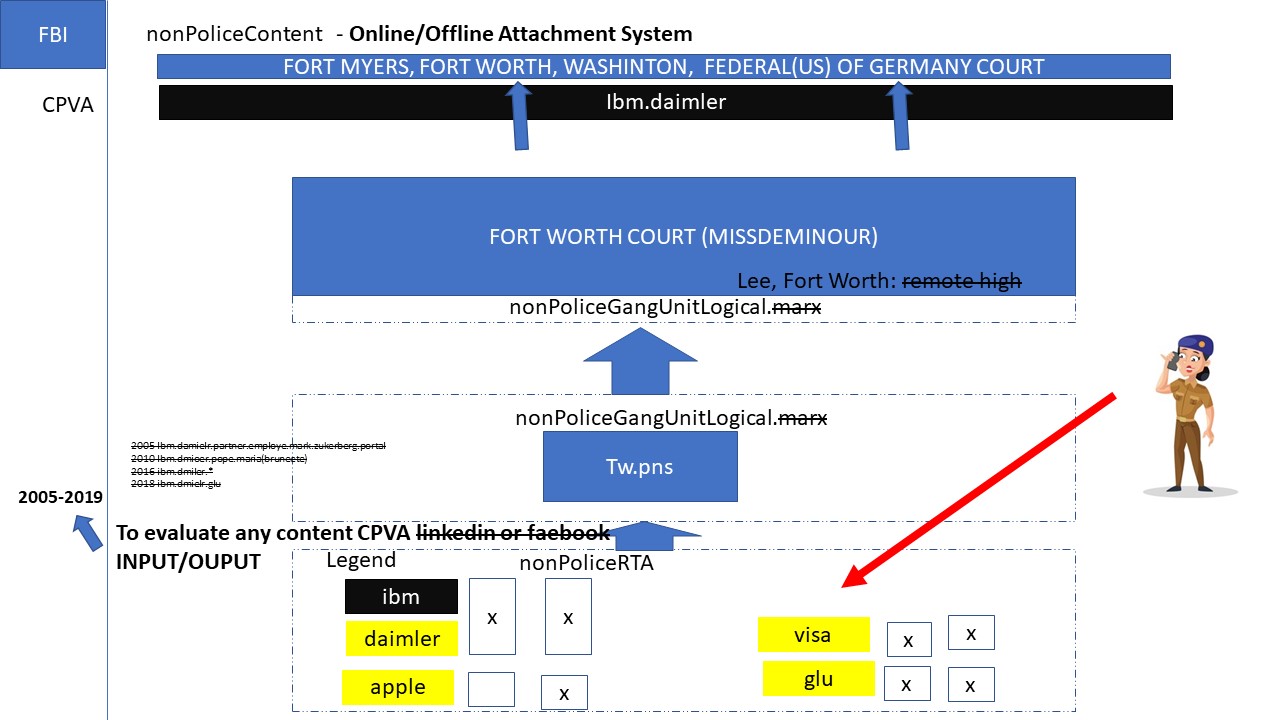 FBI
nonPoliceContent - Online/Offline Attachment System
FORT MYERS, FORT WORTH, WASHINTON, FEDERAL(US) OF GERMANY COURT
CPVA
Ibm.daimler
FORT WORTH COURT (MISSDEMINOUR)
Lee, Fort Worth: remote high
nonPoliceGangUnitLogical.marx
nonPoliceGangUnitLogical.marx
Tw.pns
2005 Ibm.damielr.partner.employe.mark.zukerberg.portal
2010 Ibm.dmioer.pope.maria(brunegte)
2016 ibm.dmiler.*
2018 ibm.dmielr.glu
2005-2019
To evaluate any content CPVA linkedin or faebook
INPUT/OUPUT
Legend
nonPoliceRTA
ibm
x
x
daimler
apple
x
visa
x
x
glu
x
x